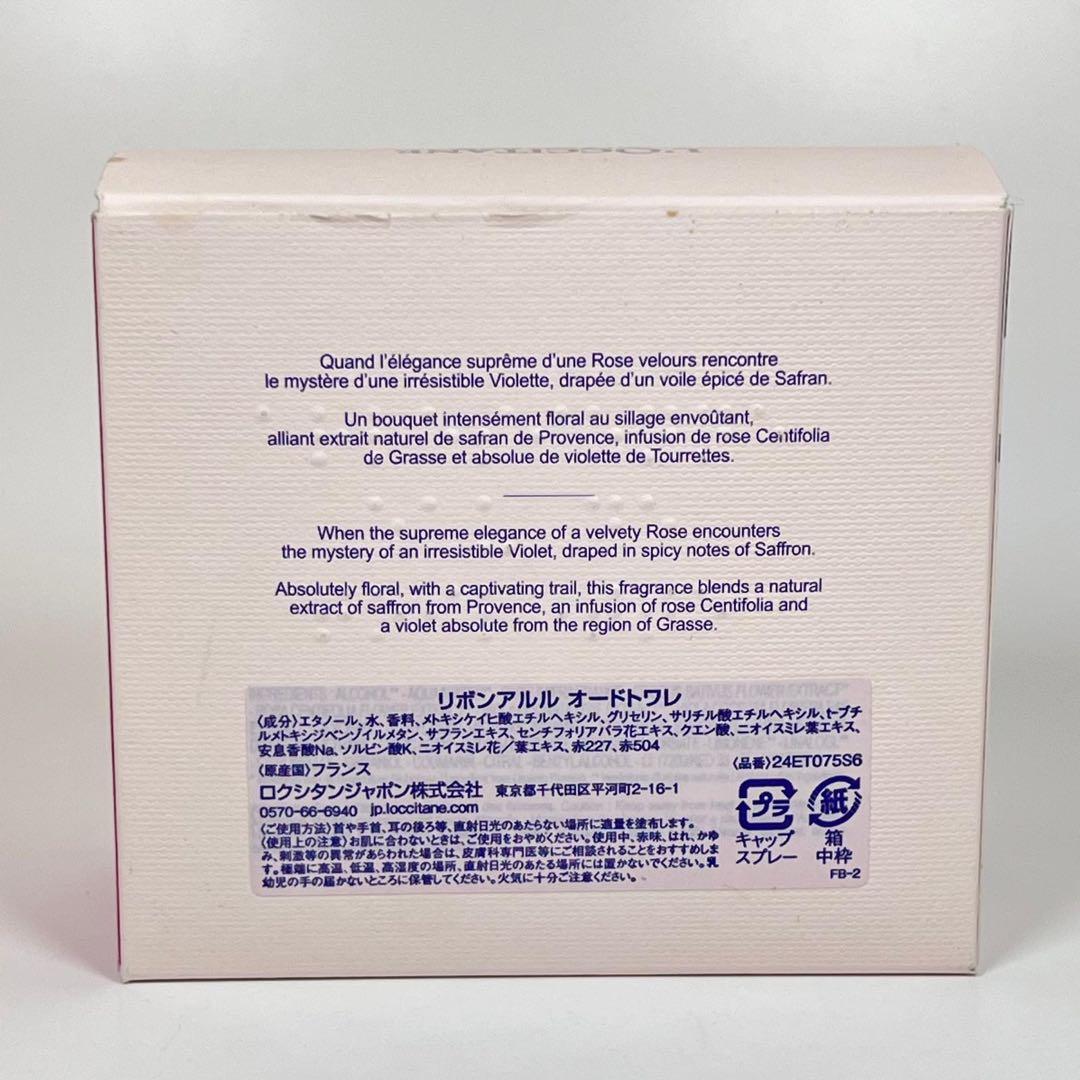 L'OCCITANE
Quand l'élégance suprême d'une Rose velours rencontre
le mystère d'une irrésistible Violette, drapée d'un voile épicé de Safran.
Un bouquet intensément floral au sillage envoûtant,
alliant extrait naturel de safran de Provence, infusion de rose Centifolia
de Grasse et absolue de violette de Tourrettes.
When the supreme elegance of a velvety Rose encounters
the mystery of an irresistible Violet, draped in spicy notes of Saffron.
Absolutely floral, with a captivating trail, this fragrance blends a natural
extract of saffron from Provence, an infusion of rose Centifolia and
a violet absolute from the region of Grasse.
リボンアルル オードトワレ
〈成分〉エタノール、水、香料、メトキシケイヒ酸エチルヘキシル、グリセリン、サリチル酸エチルヘキシル、t-ブチ
ルメトキシジベンゾイルメタン、サフランエキス、センチフォリアバラ花エキス、クエン酸、ニオイスミレ葉エキス、
安息香酸Na、ソルビン酸K、ニオイスミレ花/葉エキス、赤227、赤504
〈原産国〉フランス
〈品番〉24ET075S6
ロクシタンジャポン株式会社 東京都千代田区平河町2-16-1
0570-66-6940 jp.loccitane.com
〈ご使用方法〉首や手首、耳の後ろ等、直射日光のあたらない場所に適量を塗布します。
〈使用上の注意〉お肌に合わないときは、ご使用をおやめください。使用中、赤味、はれ、かゆ
み、刺激等の異常があらわれた場合は、皮膚科専門医等にご相談されることをおすすめしま
す。極端に高温、低温、高湿度の場所、直射日光のあたる場所には置かないでください。乳
幼児の手の届かないところに保管してください。火気に十分ご注意ください。
プラ
キャップ
スプレー
紙
箱
中枠
FB-2